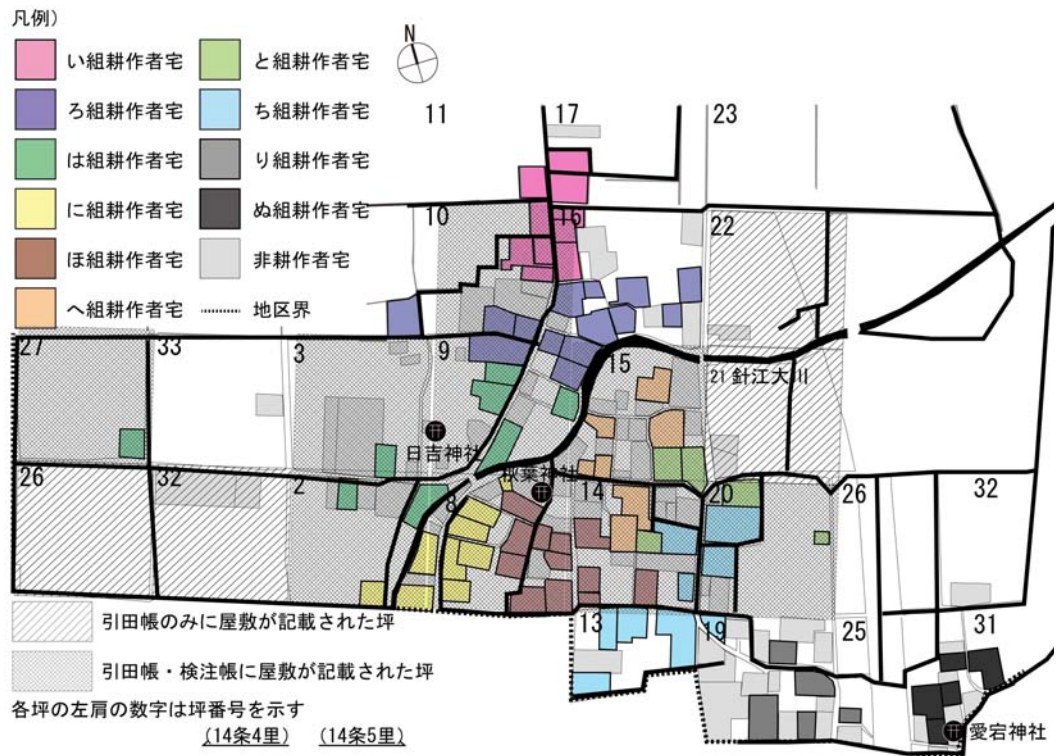 凡例)
い組耕作者宅
と組耕作者宅
ろ組耕作者宅
ち組耕作者宅
は組耕作者宅
り組耕作者宅
に組耕作者宅
ぬ組耕作者宅
ほ組耕作者宅
非耕作者宅
へ組耕作者宅
地区界
N
11
17
23
10
16
22
27
33
3
9
15
21 針江大川
日吉神社
26
32
2
8
秋葉神社
14
20
26
32
13
19
25
31
愛宕神社
引田帳のみに屋敷が記載された坪
引田帳・検注帳に屋敷が記載された坪
各坪の左肩の数字は坪番号を示す
(14条4里) (14条5里)